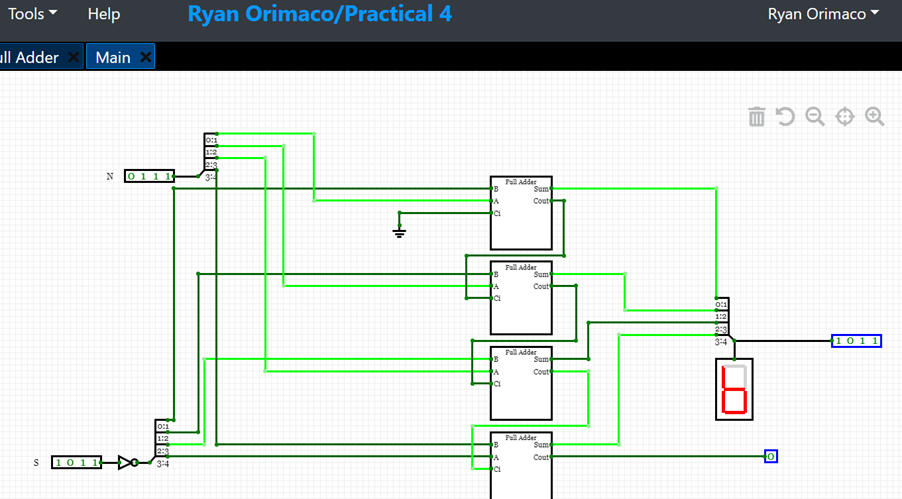 Tools Help Ryan Orimaco/Practical 4 Ryan Orimaco
ull Adder Main
0:1
1:2
2:3
3:4
N 0 1 1 1
Full Adder
B Sum
A Cout
Ci
Full Adder
B Sum
A Cout
Ci
0:1
1:2
2:3
3:4
1 0 1 1
6
Full Adder
B Sum
A Cout
Ci
0:1
1:2
2:3
3:4
S 1 0 1 1
Full Adder
B Sum
A Cout
Ci
0